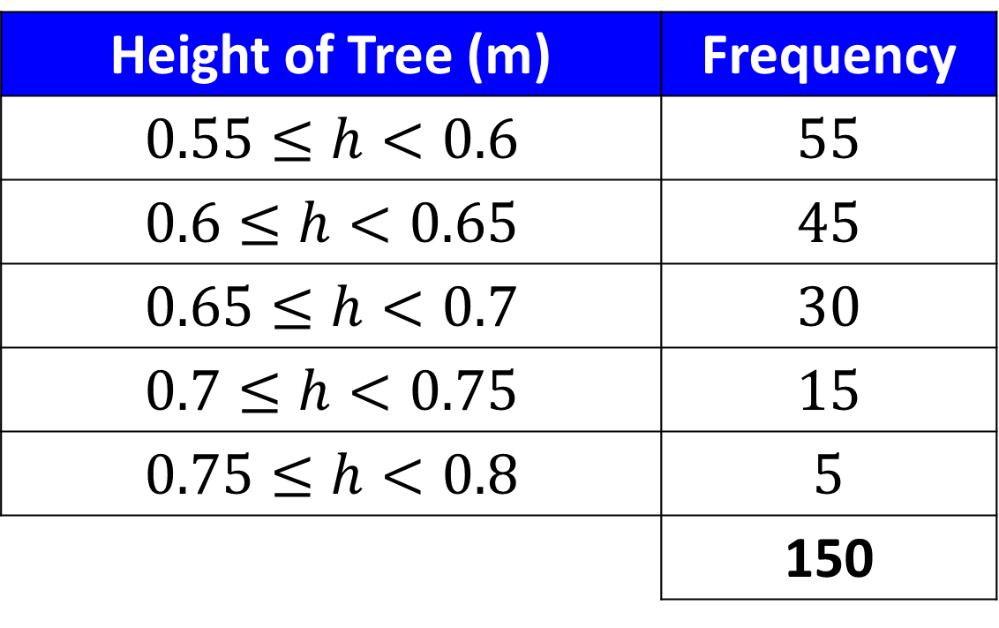 Height of Tree (m) Frequency
0.55 ≤ h < 0.6 55
0.6 ≤ h < 0.65 45
0.65 ≤ h < 0.7 30
0.7 ≤ h < 0.75 15
0.75 ≤ h < 0.8 5
150